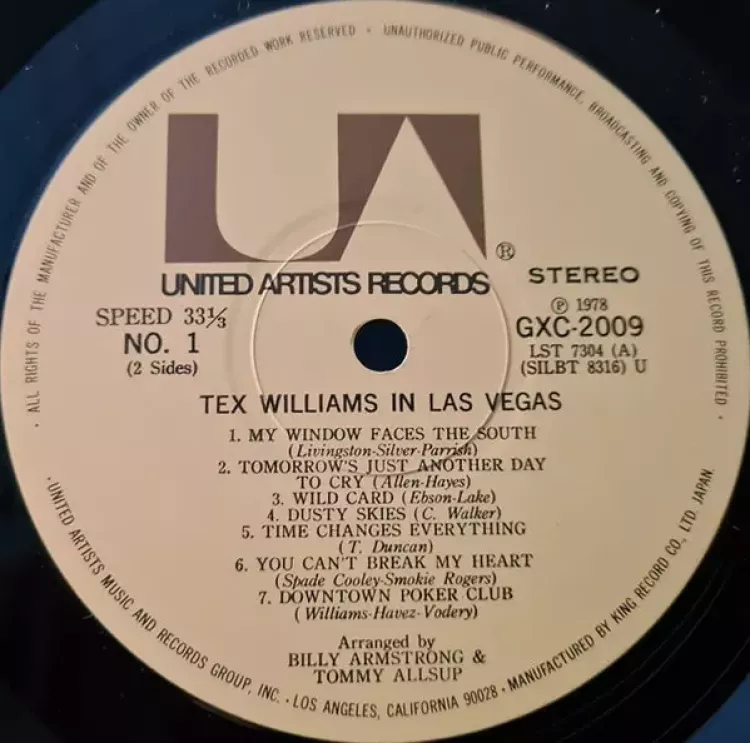 · ALL RIGHTS OF THE MANUFACTURER AND OF THE OWNER OF THE RECORDED WORK RESERVED · UNAUTHORIZED PUBLIC PERFORMANCE, BROADCASTING AND COPYING OF THIS RECORD PROHIBITED ·
UA
®
UNITED ARTISTS RECORDS
STEREO
SPEED 33⅓
NO. 1
(2 Sides)
Ⓟ 1978
GXC-2009
LST 7304 (A)
(SILBT 8316) U
TEX WILLIAMS IN LAS VEGAS
1. MY WINDOW FACES THE SOUTH
(Livingston-Silver-Parrish)
2. TOMORROW'S JUST ANOTHER DAY
TO CRY (Allen-Hayes)
3. WILD CARD (Ebson-Lake)
4. DUSTY SKIES (C. Walker)
5. TIME CHANGES EVERYTHING
(T. Duncan)
6. YOU CAN'T BREAK MY HEART
(Spade Cooley-Smokie Rogers)
7. DOWNTOWN POKER CLUB
(Williams-Havez-Vodery)
Arranged by
BILLY ARMSTRONG &
TOMMY ALLSUP
· UNITED ARTISTS MUSIC AND RECORDS GROUP, INC. · LOS ANGELES, CALIFORNIA 90028 · MANUFACTURED BY KING RECORD CO., LTD. JAPAN.